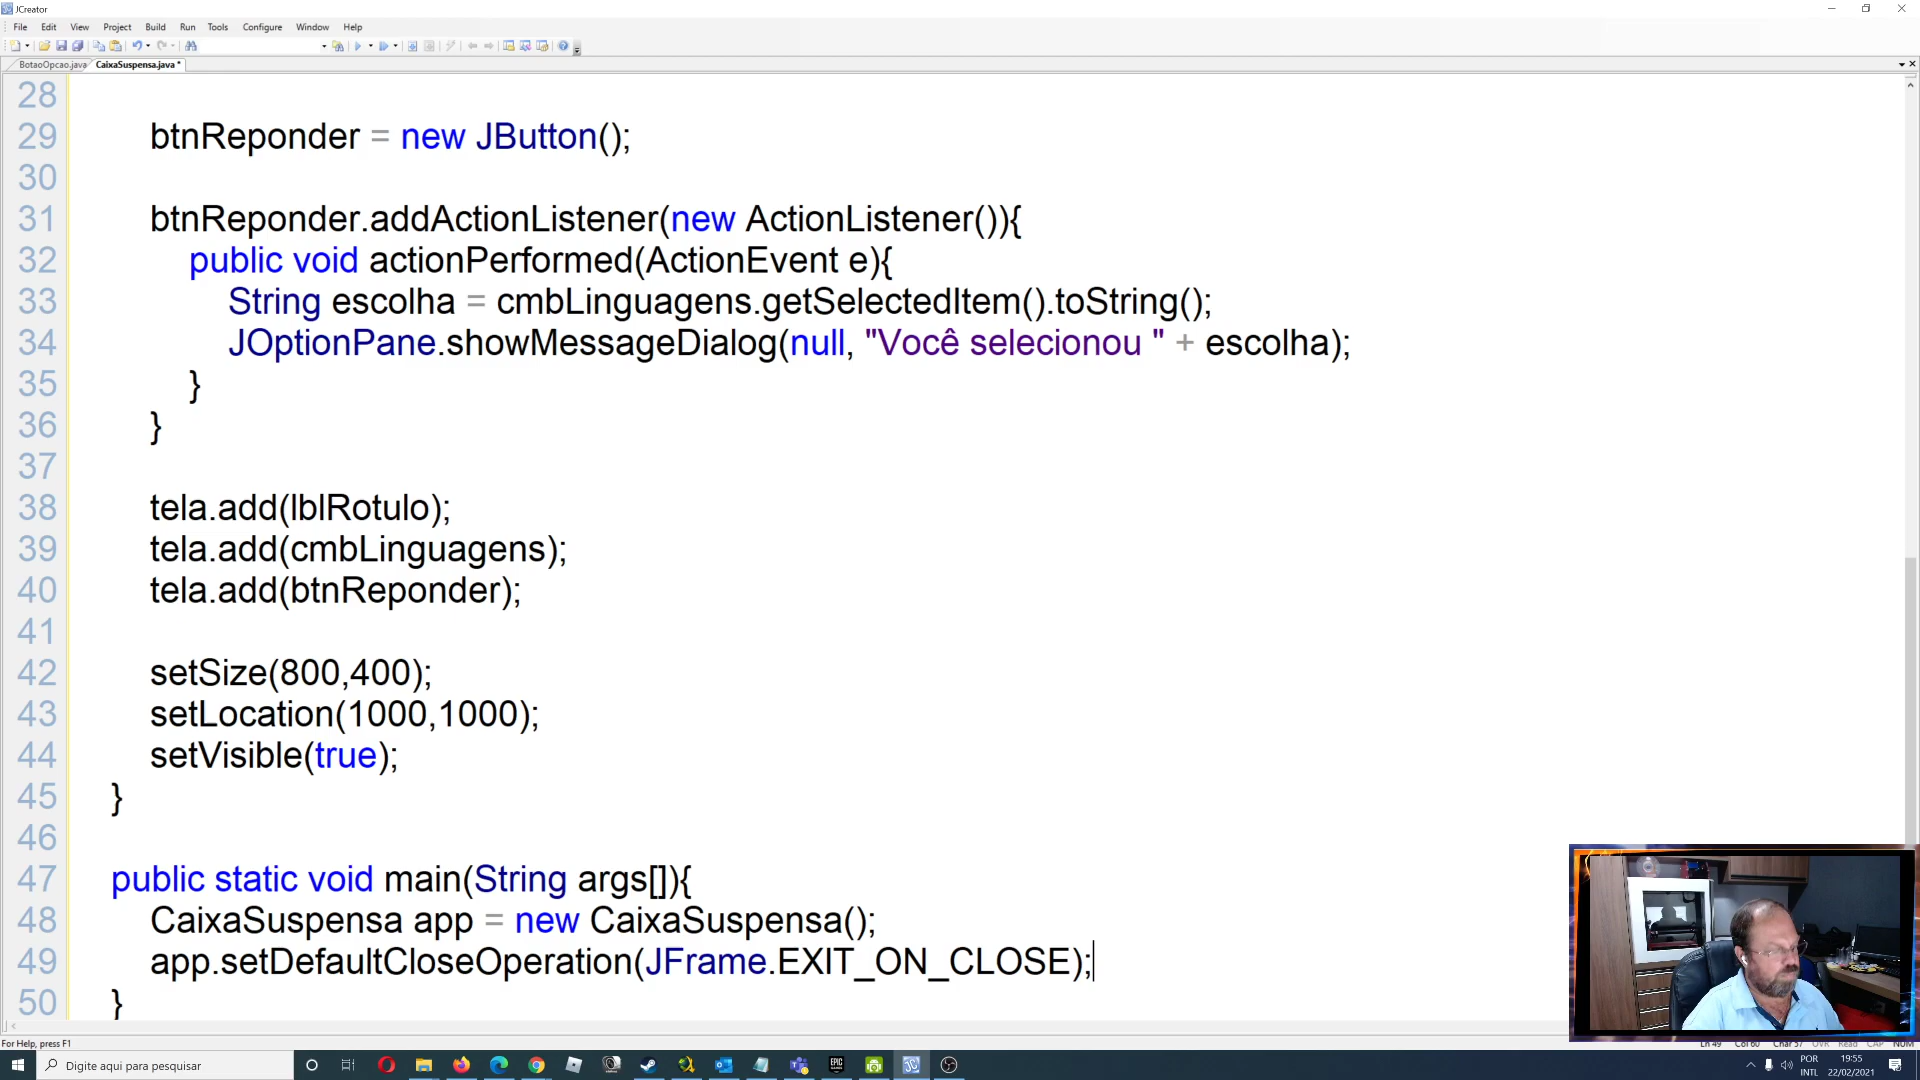 JCreator
File Edit View Project Build Run Tools Configure Window Help
BotaoOpcao.java CaixaSuspensa.java *
28
29 btnReponder = new JButton();
30
31 btnReponder.addActionListener(new ActionListener()){
32 public void actionPerformed(ActionEvent e){
33 String escolha = cmbLinguagens.getSelectedItem().toString();
34 JOptionPane.showMessageDialog(null, "Você selecionou " + escolha);
35 }
36 }
37
38 tela.add(lblRotulo);
39 tela.add(cmbLinguagens);
40 tela.add(btnReponder);
41
42 setSize(800,400);
43 setLocation(1000,1000);
44 setVisible(true);
45 }
46
47 public static void main(String args[]){
48 CaixaSuspensa app = new CaixaSuspensa();
49 app.setDefaultCloseOperation(JFrame.EXIT_ON_CLOSE);
50 }
For Help, press F1
Digite aqui para pesquisar
EPIC
POR 19:55
INTL 22/02/2021